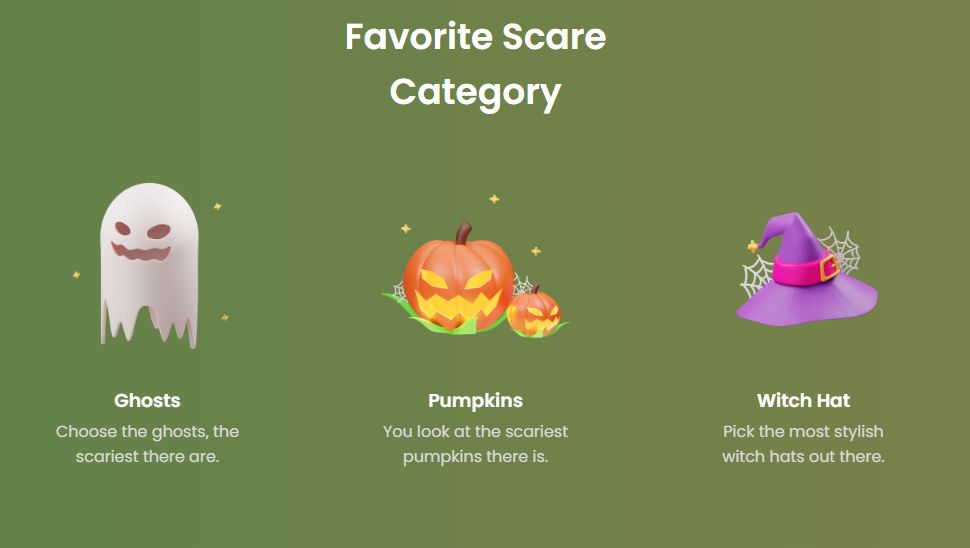 Favorite Scare
Category
Ghosts
Choose the ghosts, the
scariest there are.
Pumpkins
You look at the scariest
pumpkins there is.
Witch Hat
Pick the most stylish
witch hats out there.